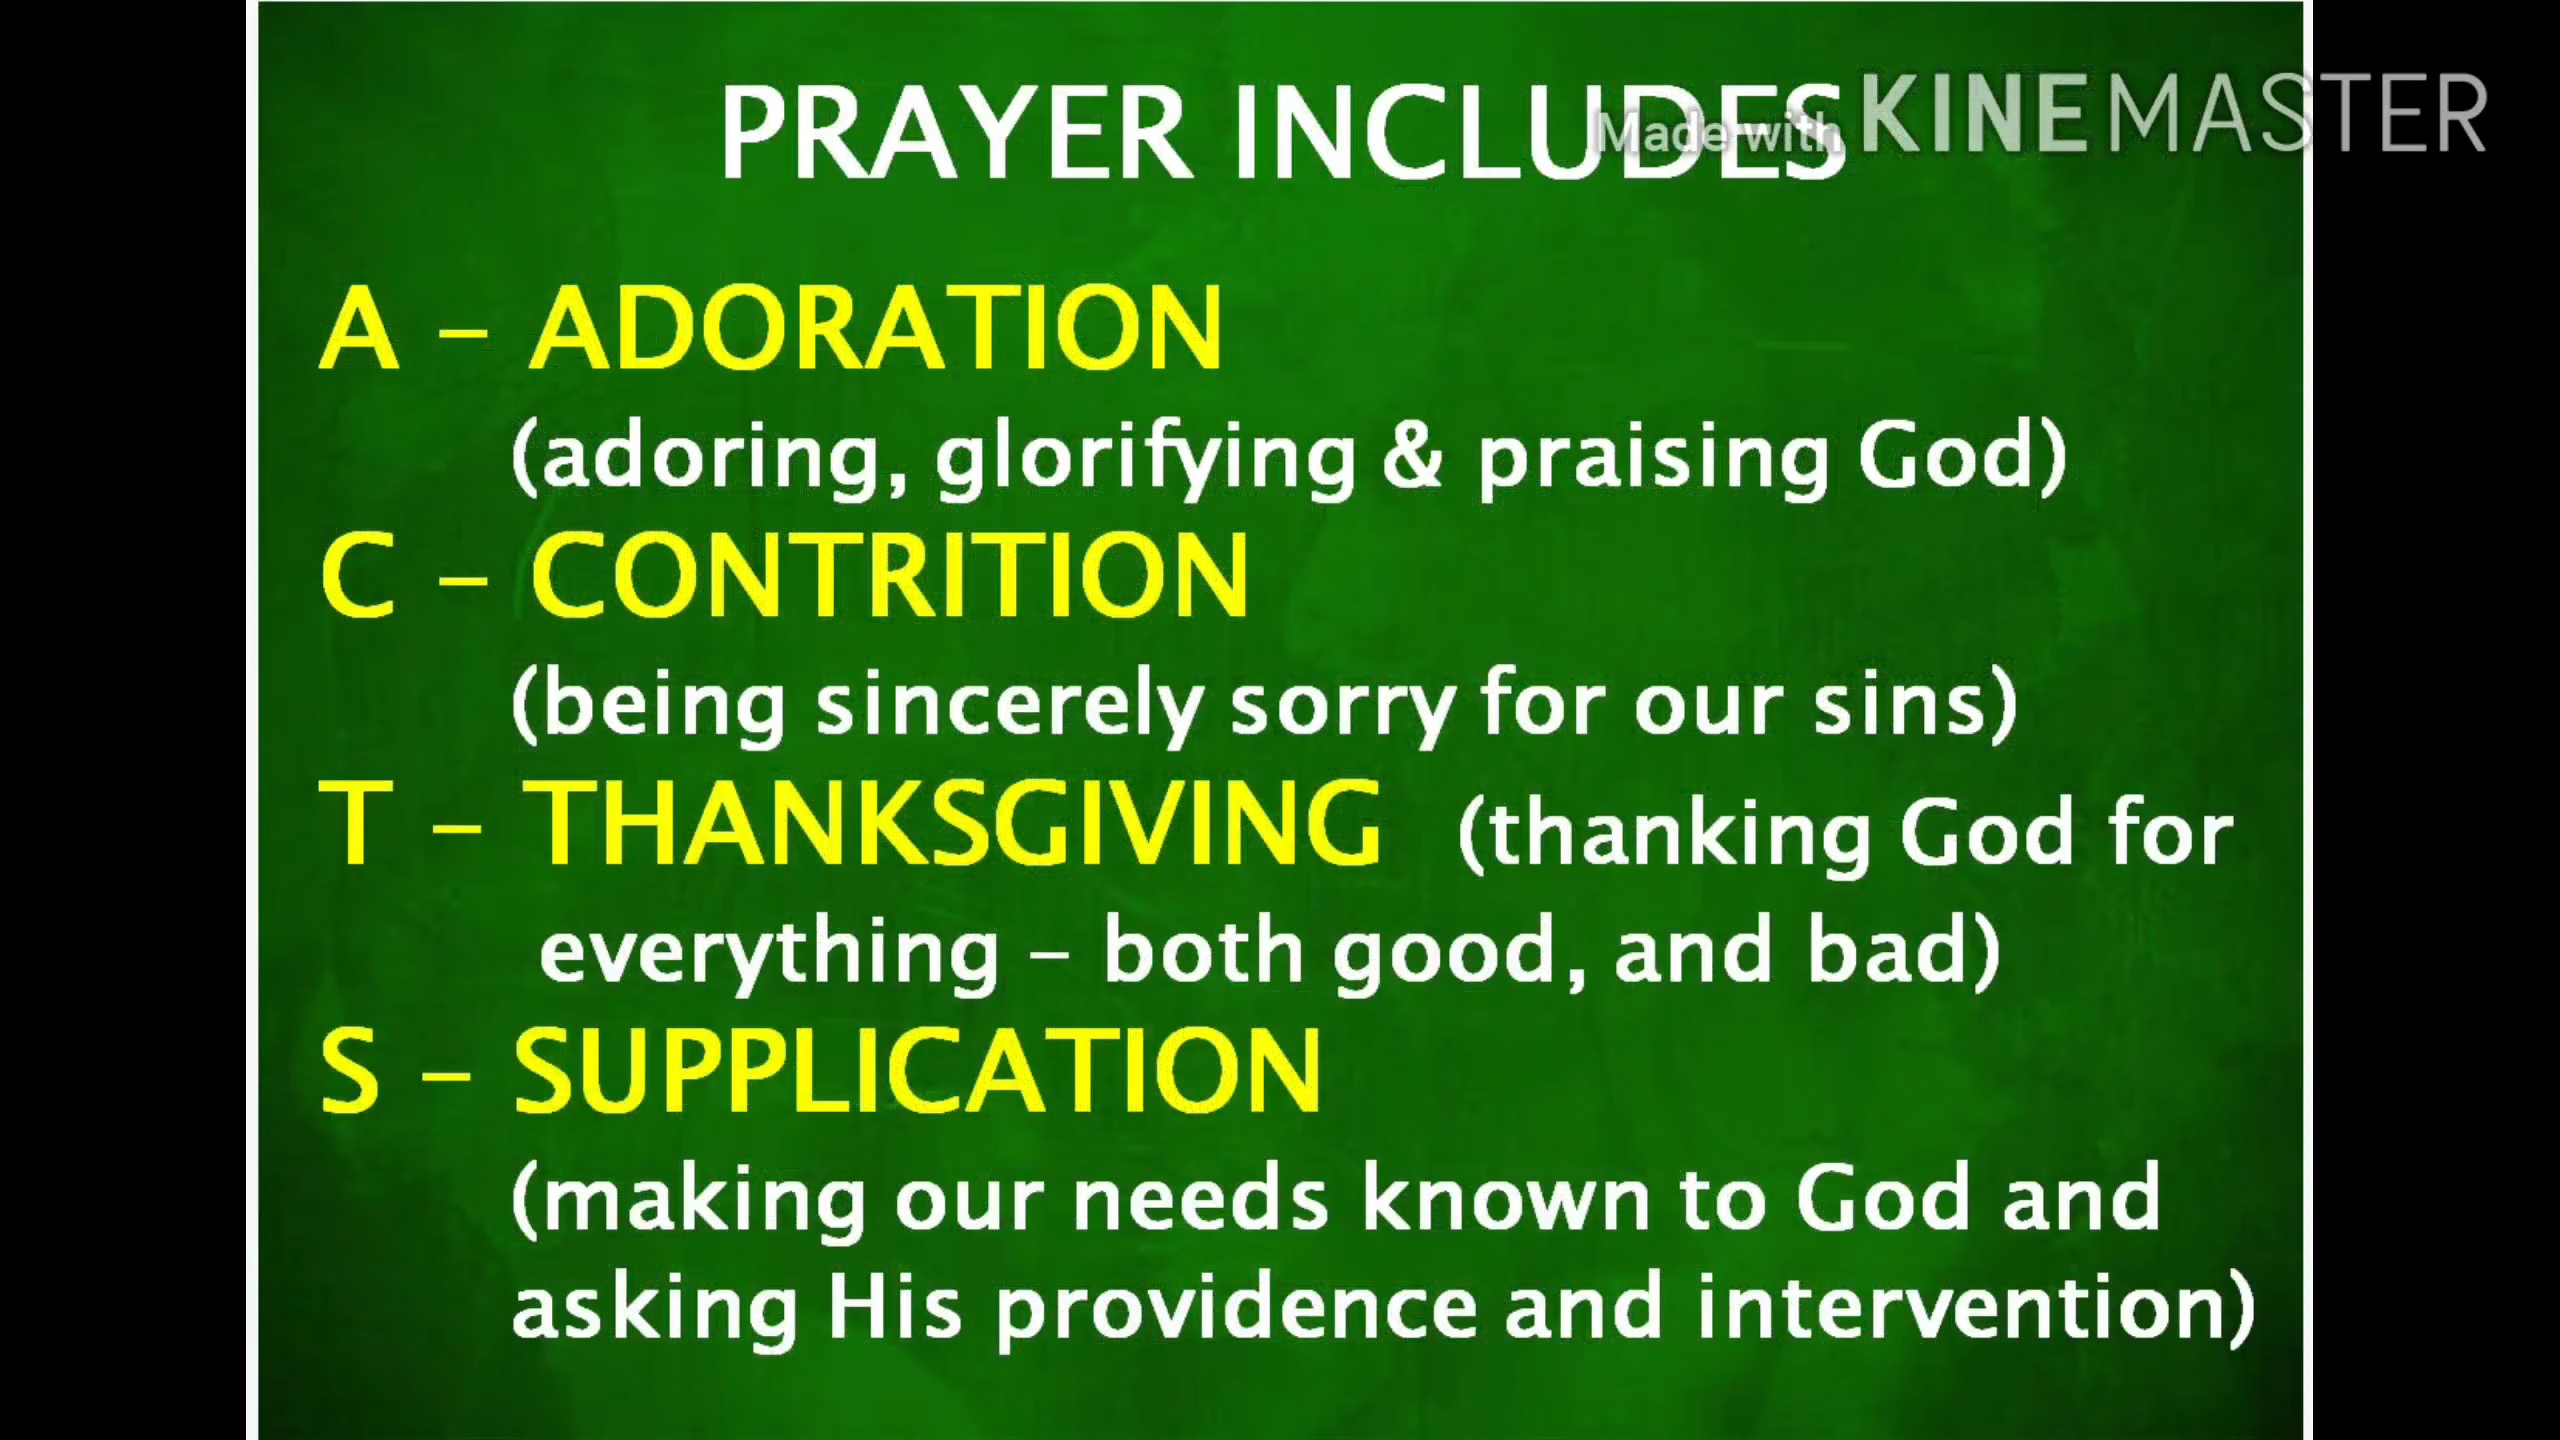 PRAYER INCLUDES
Made with KINEMASTER
A – ADORATION
(adoring, glorifying & praising God)
C – CONTRITION
(being sincerely sorry for our sins)
T – THANKSGIVING (thanking God for
everything – both good, and bad)
S – SUPPLICATION
(making our needs known to God and
asking His providence and intervention)